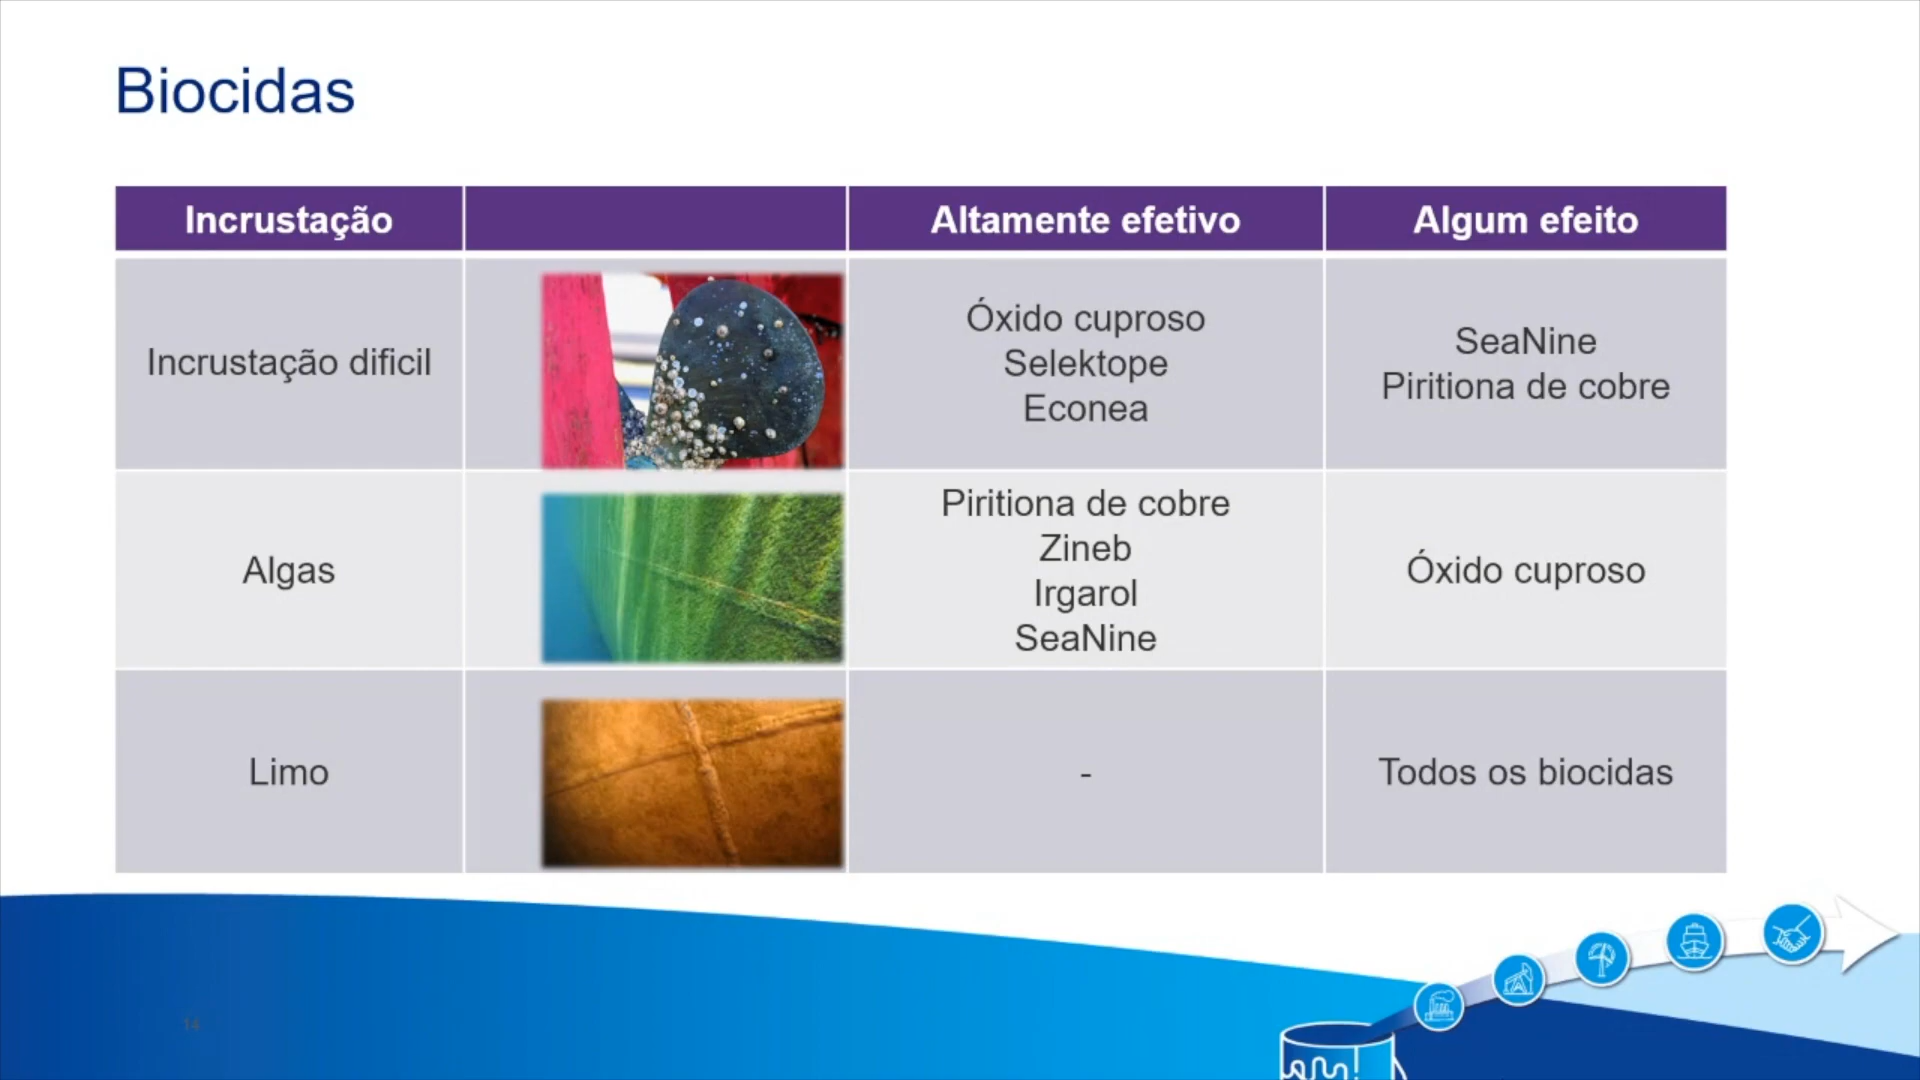 Biocidas
Incrustação
Altamente efetivo
Algum efeito
Incrustação dificil
Óxido cuproso
Selektope
Econea
SeaNine
Piritiona de cobre
Algas
Piritiona de cobre
Zineb
Irgarol
SeaNine
Óxido cuproso
Limo
-
Todos os biocidas
14